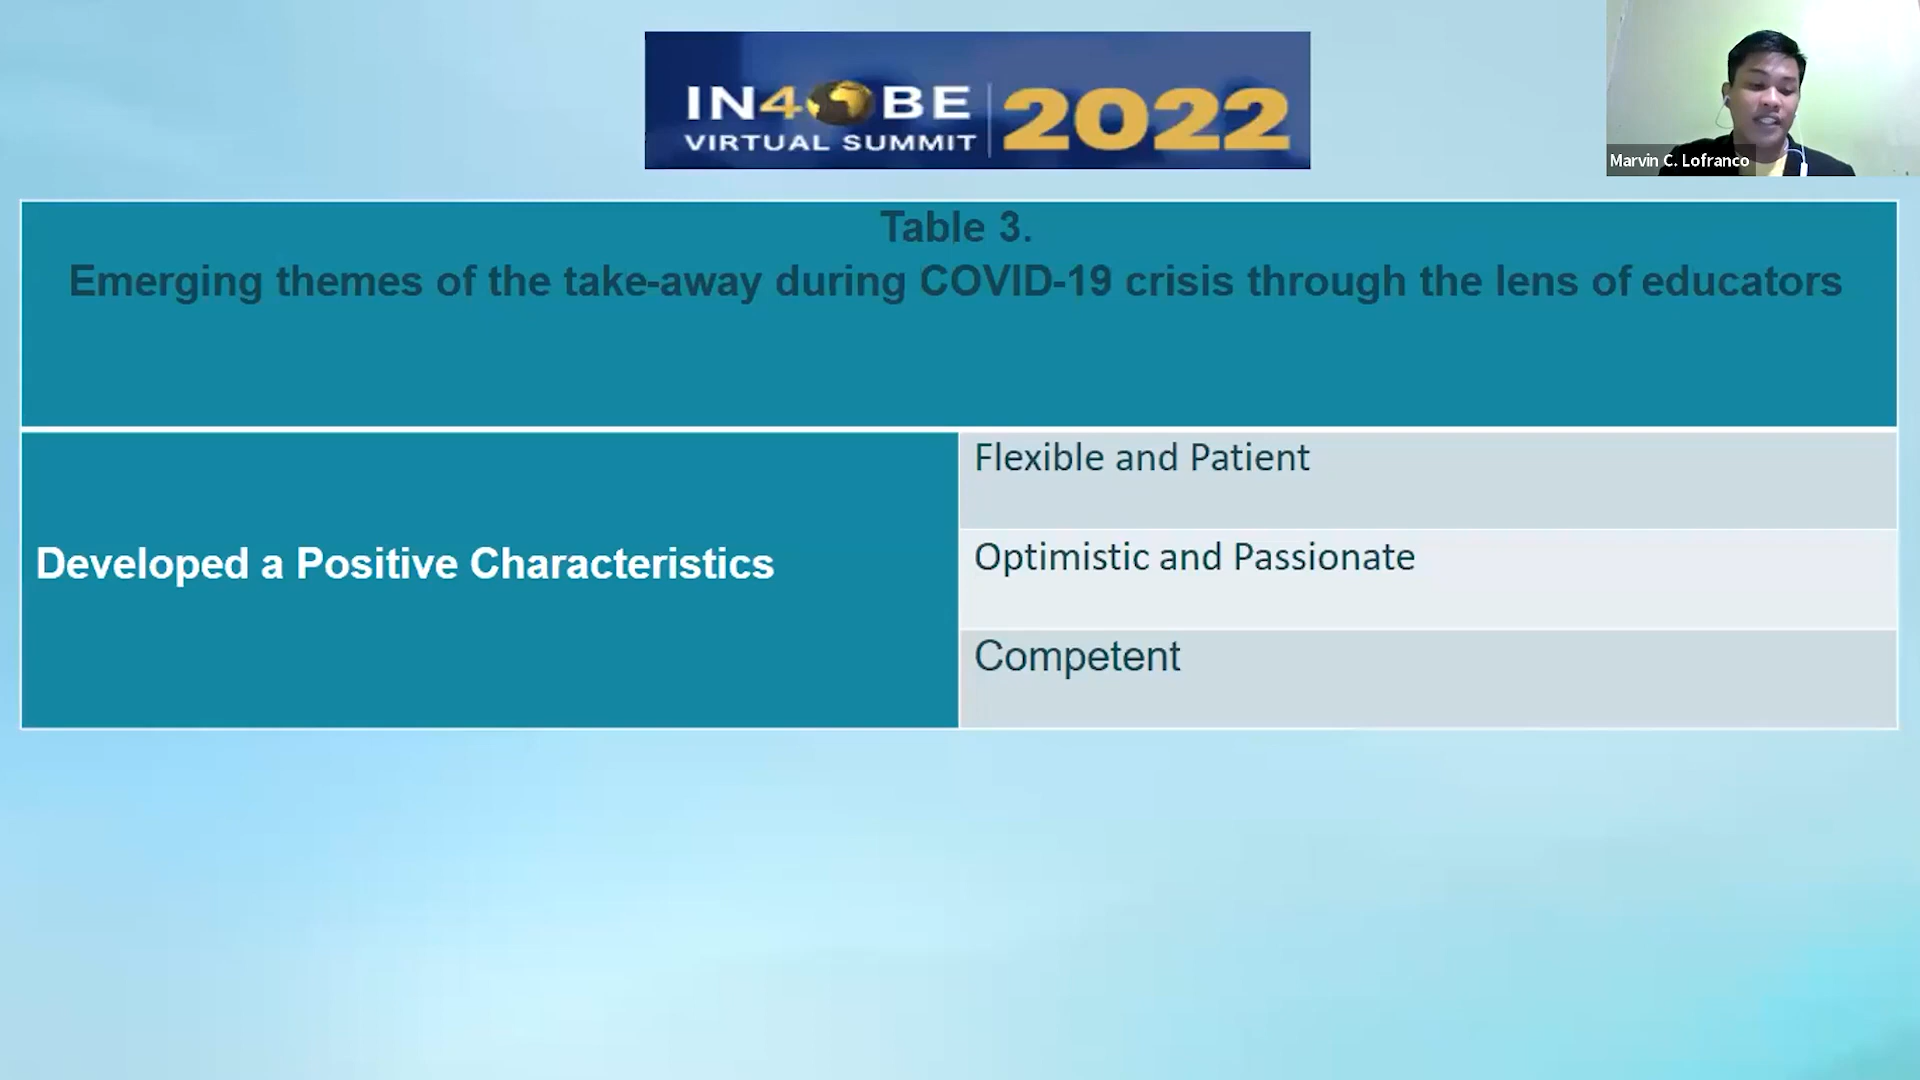 IN4 BE
VIRTUAL SUMMIT
2022
Marvin C. Lofranco
Table 3.
Emerging themes of the take-away during COVID-19 crisis through the lens of educators
Developed a Positive Characteristics
Flexible and Patient
Optimistic and Passionate
Competent